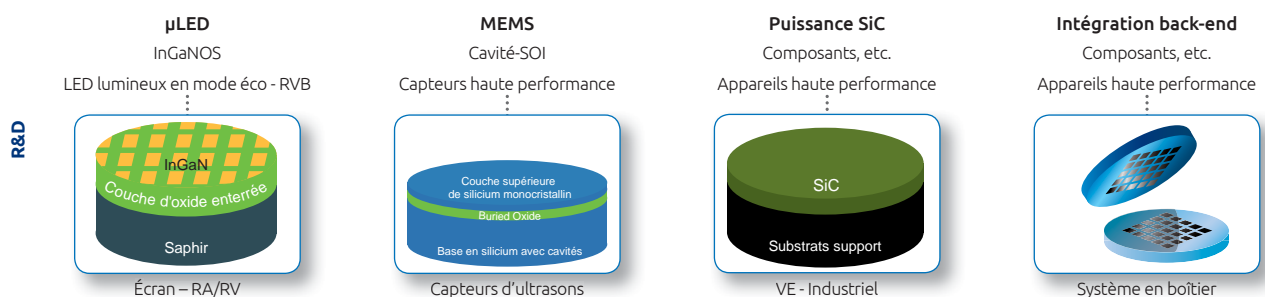 µLED
InGaNOS
LED lumineux en mode éco - RVB
MEMS
Cavité-SOI
Capteurs haute performance
Puissance SiC
Composants, etc.
Appareils haute performance
Intégration back-end
Composants, etc.
Appareils haute performance
R&D
InGaN
Couche d'oxide enterrée
Saphir
Couche supérieure
de silicium monocristallin
Buried Oxide
Base en silicium avec cavités
SiC
Substrats support
Écran – RA/RV
Capteurs d'ultrasons
VE - Industriel
Système en boîtier